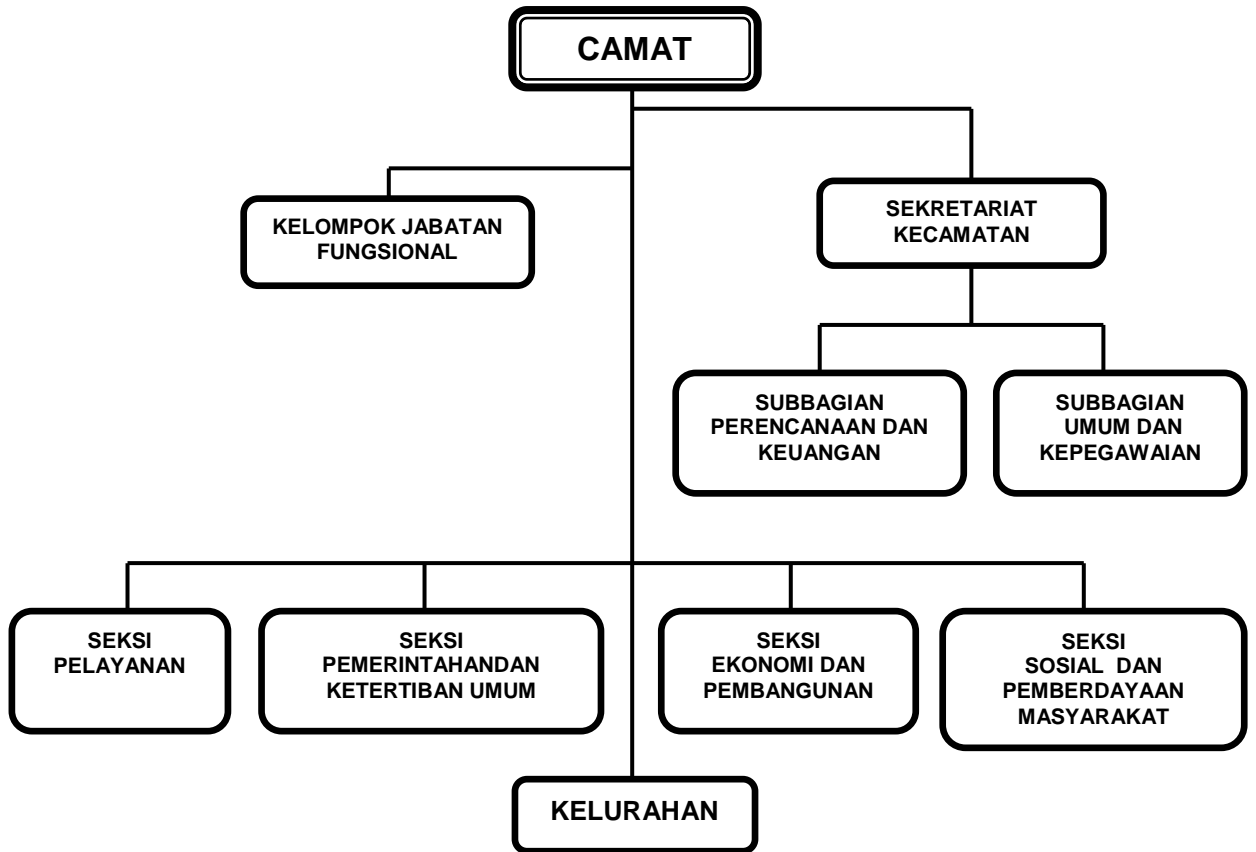 CAMAT
KELOMPOK JABATAN
FUNGSIONAL
SEKRETARIAT
KECAMATAN
SUBBAGIAN
PERENCANAAN DAN
KEUANGAN
SUBBAGIAN
UMUM DAN
KEPEGAWAIAN
SEKSI
PELAYANAN
SEKSI
PEMERINTAHANDAN
KETERTIBAN UMUM
SEKSI
EKONOMI DAN
PEMBANGUNAN
SEKSI
SOSIAL DAN
PEMBERDAYAAN
MASYARAKAT
KELURAHAN